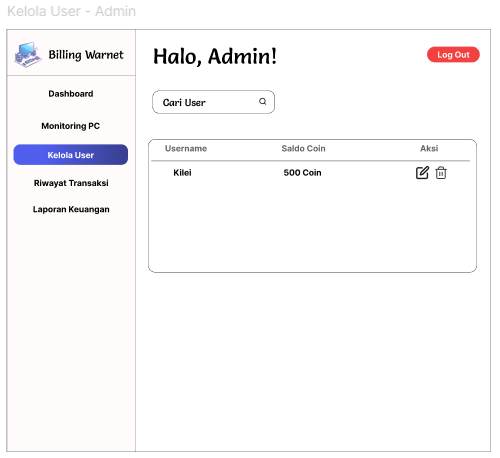 Kelola User - Admin
Billing Warnet
Halo, Admin!
Log Out
Dashboard
Monitoring PC
Kelola User
Riwayat Transaksi
Laporan Keuangan
Cari User
Username Saldo Coin Aksi
Kilei 500 Coin